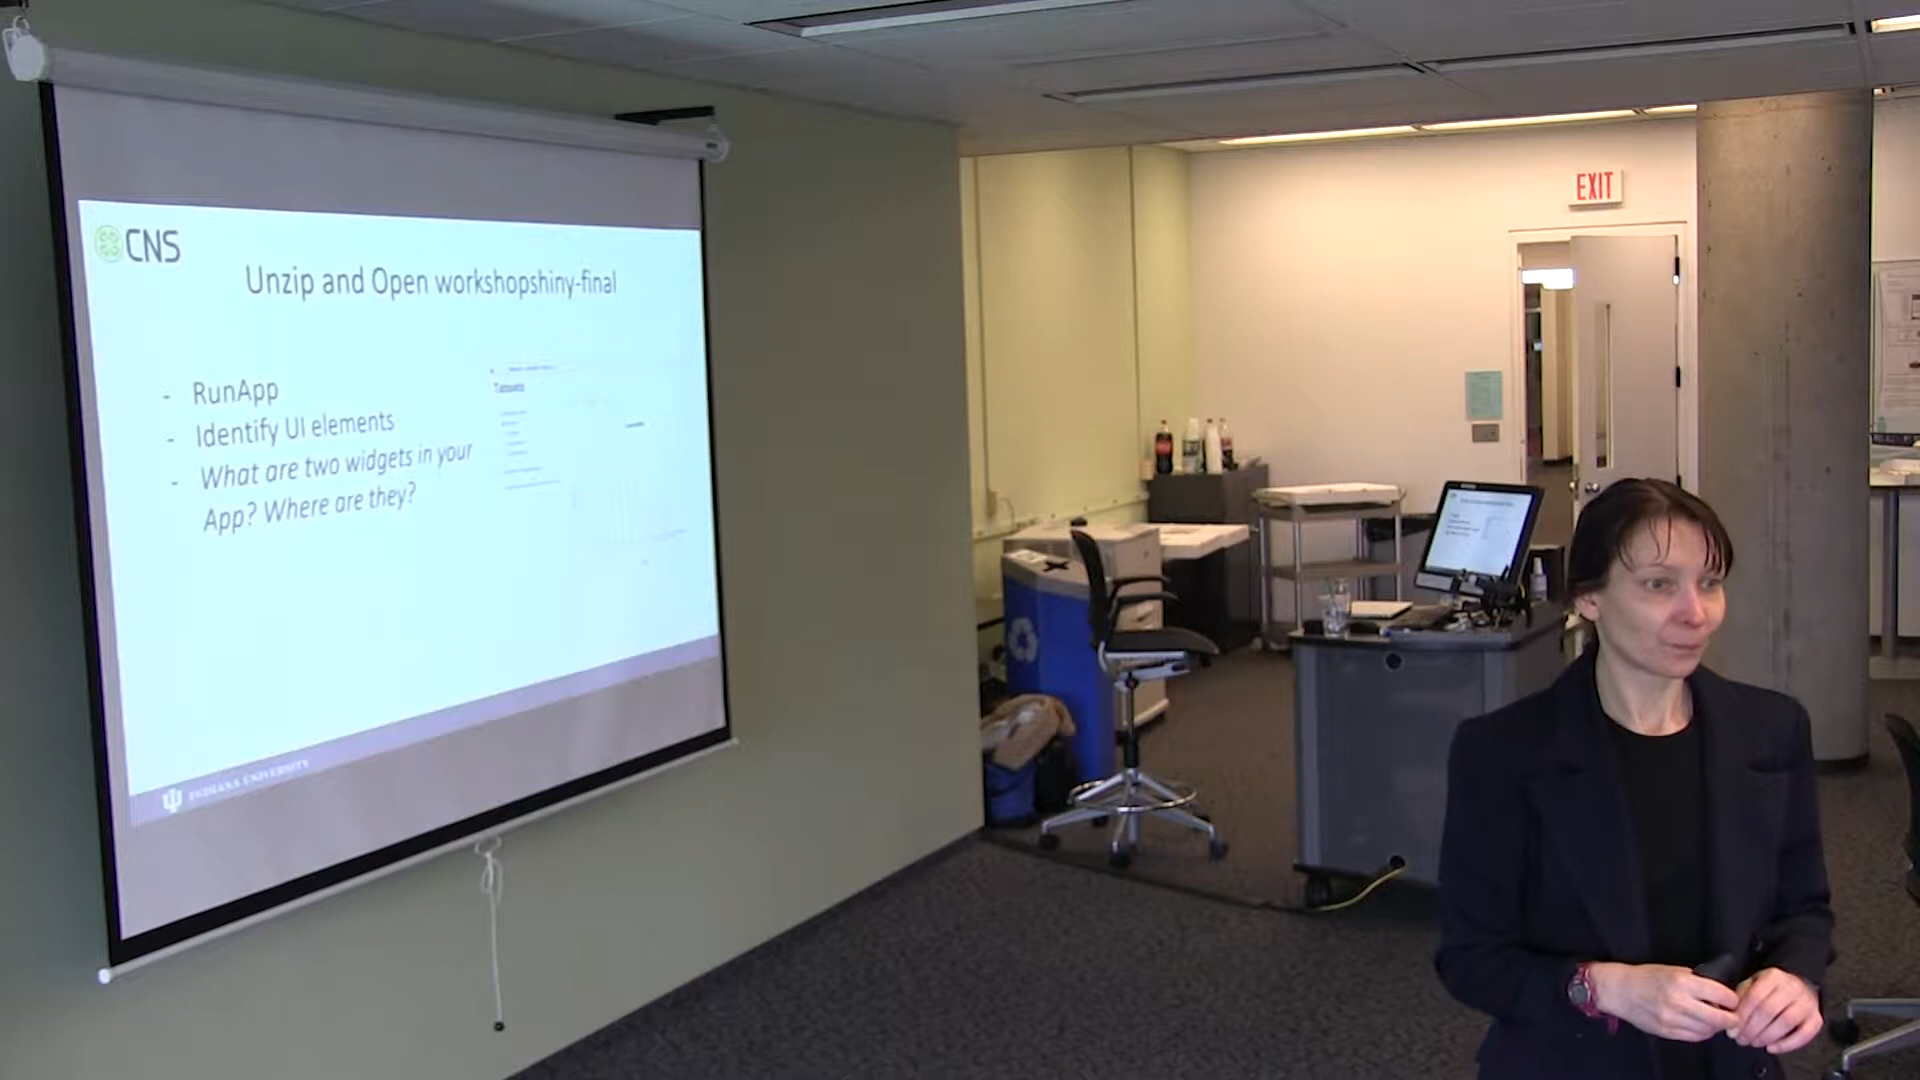 CNS
Unzip and Open workshopshiny-final
- RunApp
- Identify UI elements
- What are two widgets in your
App? Where are they?
INDIANA UNIVERSITY
EXIT